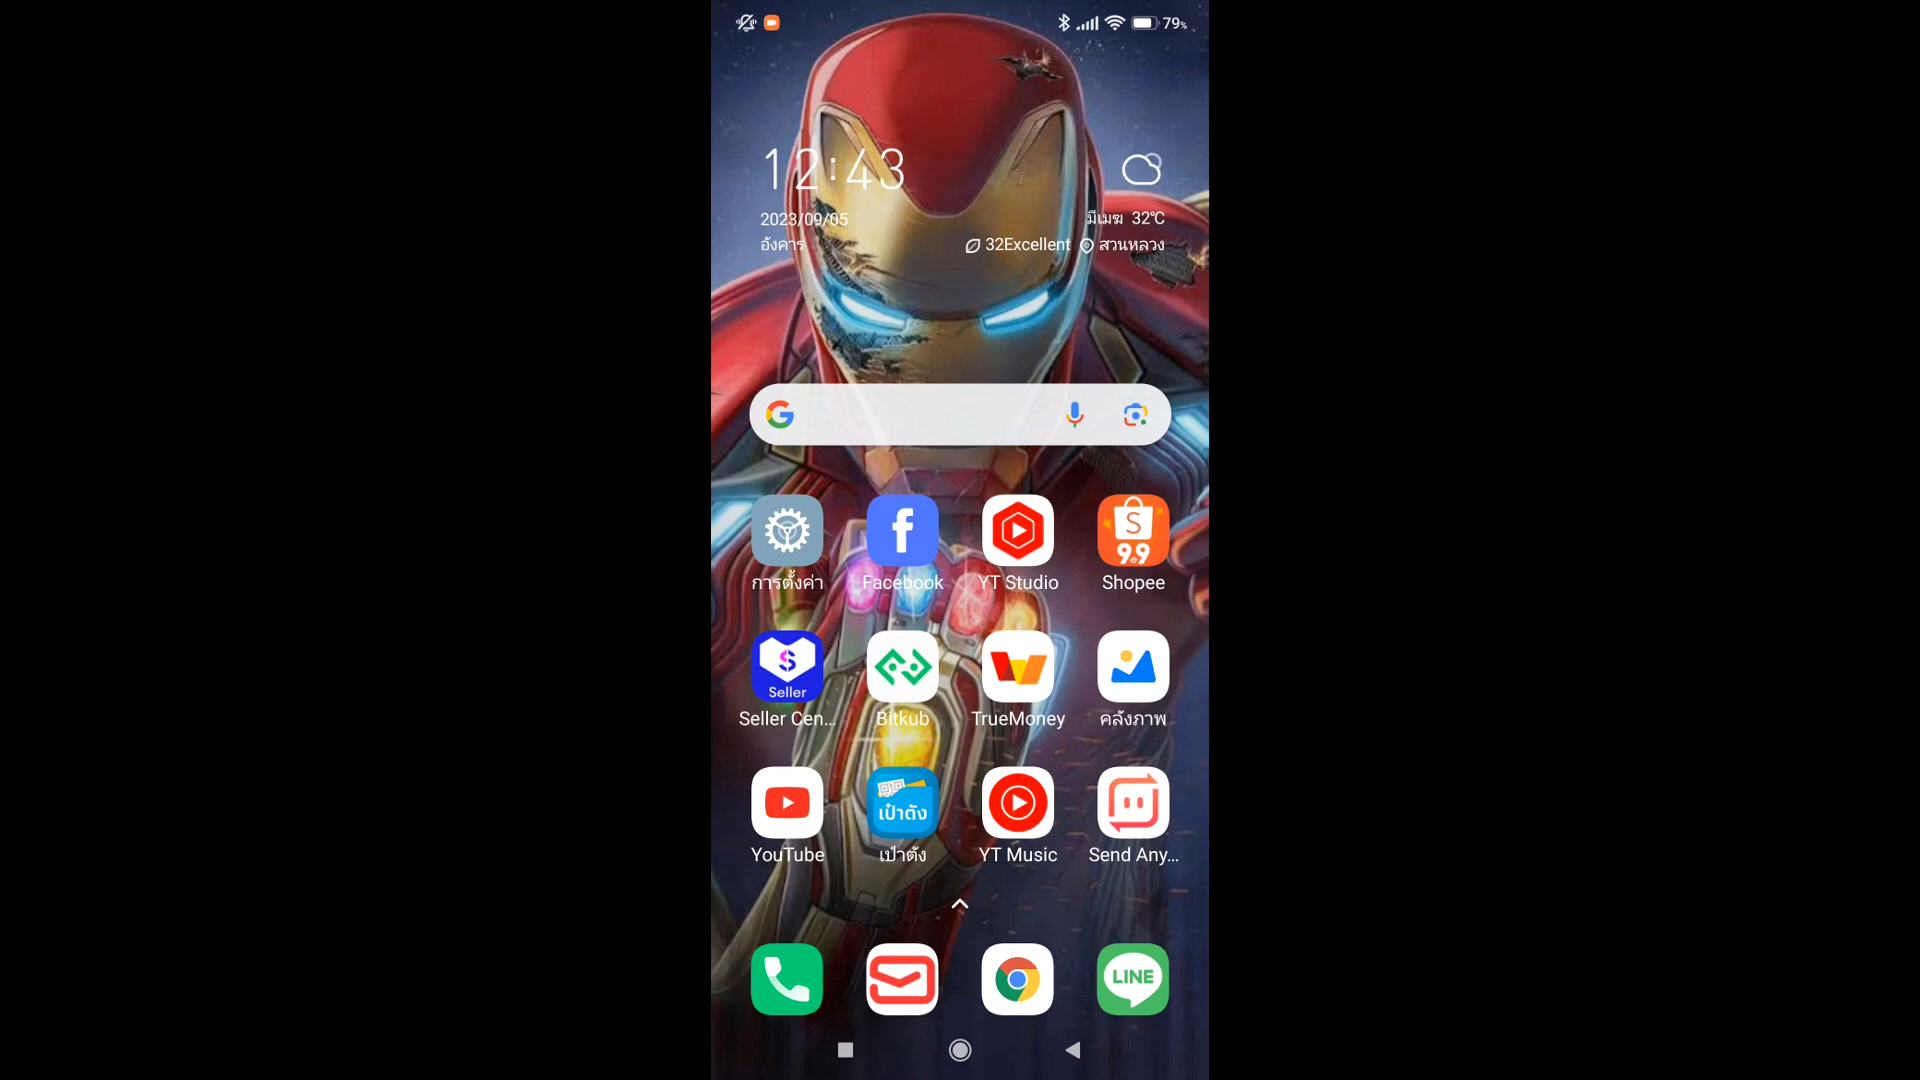 79%
12:43
2023/09/05
มีเมฆ 32℃
อังคาร
32Excellent สวนหลวง
S
9.9
การตั้งค่า
Facebook
YT Studio
Shopee
$
Seller
Seller Cen...
Bitkub
TrueMoney
คลังภาพ
เป๋าตัง
YouTube
เป๋าตัง
YT Music
Send Any...
LINE